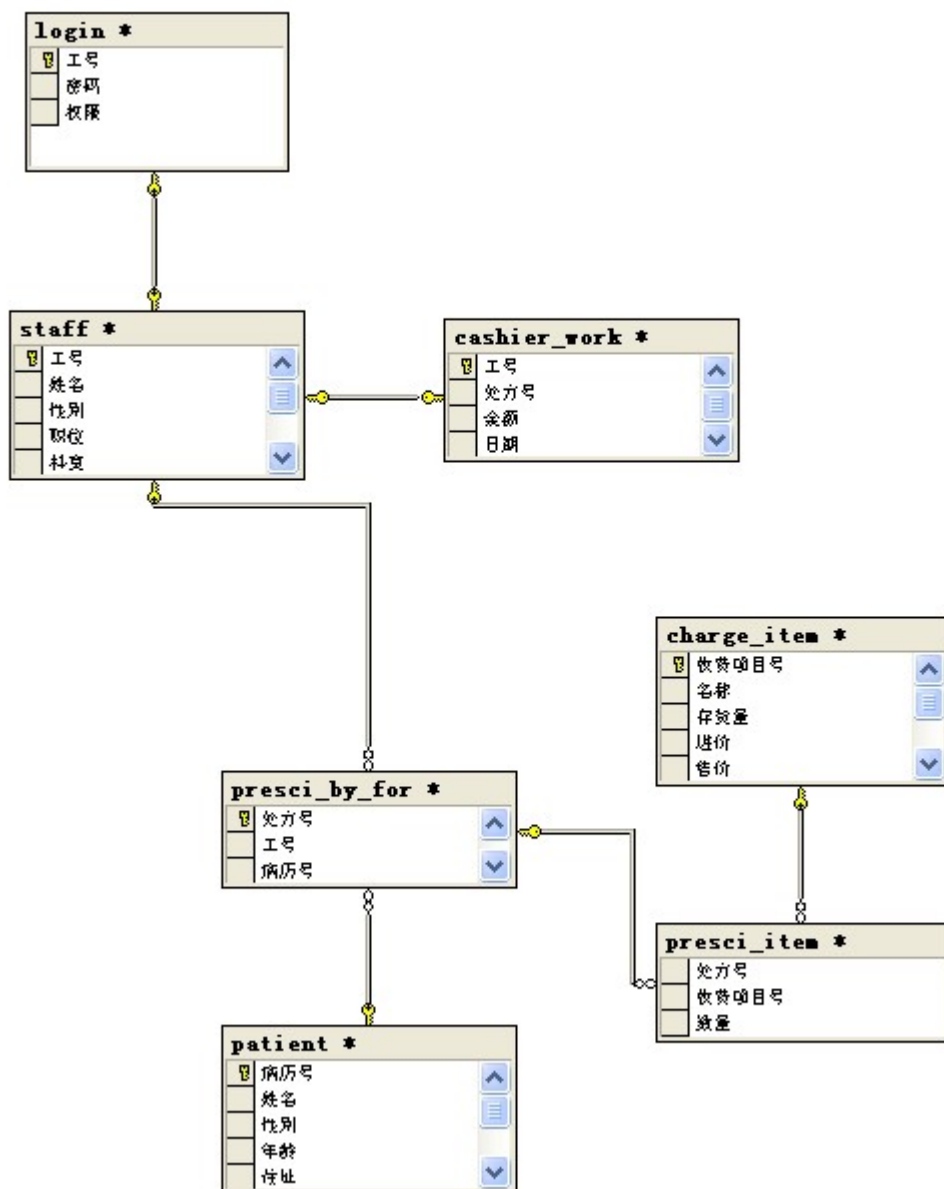 login *
工号
密码
权限
staff *
工号
姓名
性别
职位
科室
cashier_work *
工号
处方号
金额
日期
charge_item *
收费项目号
名称
存货量
进价
售价
presci_by_for *
处方号
工号
病历号
presci_item *
处方号
收费项目号
数量
patient *
病历号
姓名
性别
年龄
住址